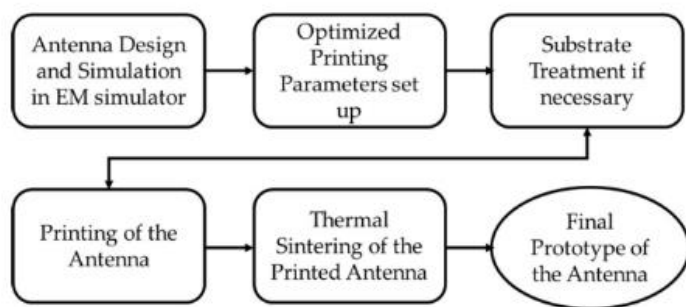 Antenna Design
and Simulation
in EM simulator
Optimized
Printing
Parameters set
up
Substrate
Treatment if
necessary
Printing of the
Antenna
Thermal
Sintering of the
Printed Antenna
Final
Prototype of
the Antenna